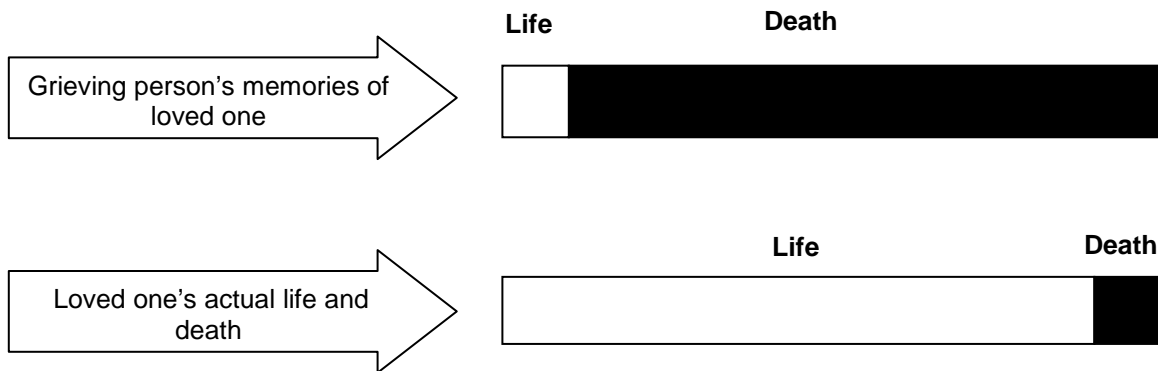 Life Death
Grieving person’s memories of
loved one
Life Death
Loved one’s actual life and
death